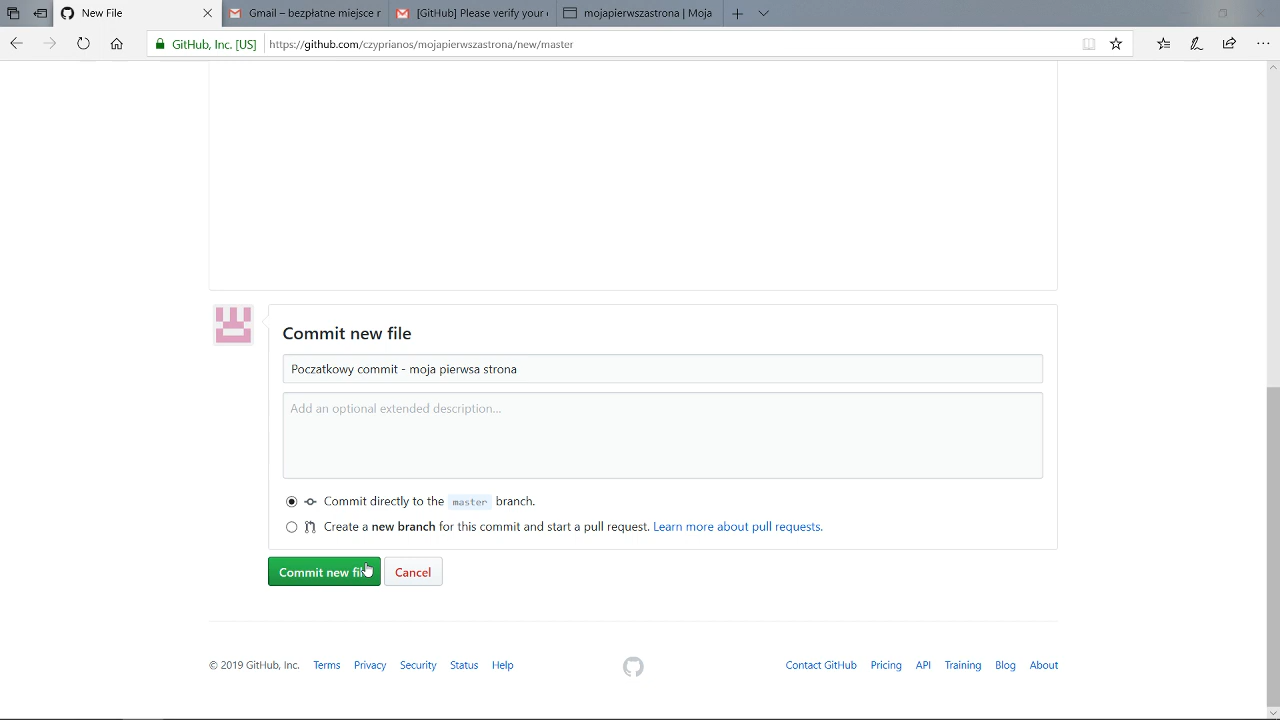 New File
Gmail – bezpłatne miejsce r
[GitHub] Please verify your
mojapierwszastrona | Moja
GitHub, Inc. [US]
https://github.com/czyprianos/mojapierwszastrona/new/master
Commit new file
Poczatkowy commit - moja pierwsa strona
Add an optional extended description...
Commit directly to the master branch.
Create a new branch for this commit and start a pull request. Learn more about pull requests.
Commit new file
Cancel
© 2019 GitHub, Inc. Terms Privacy Security Status Help
Contact GitHub Pricing API Training Blog About